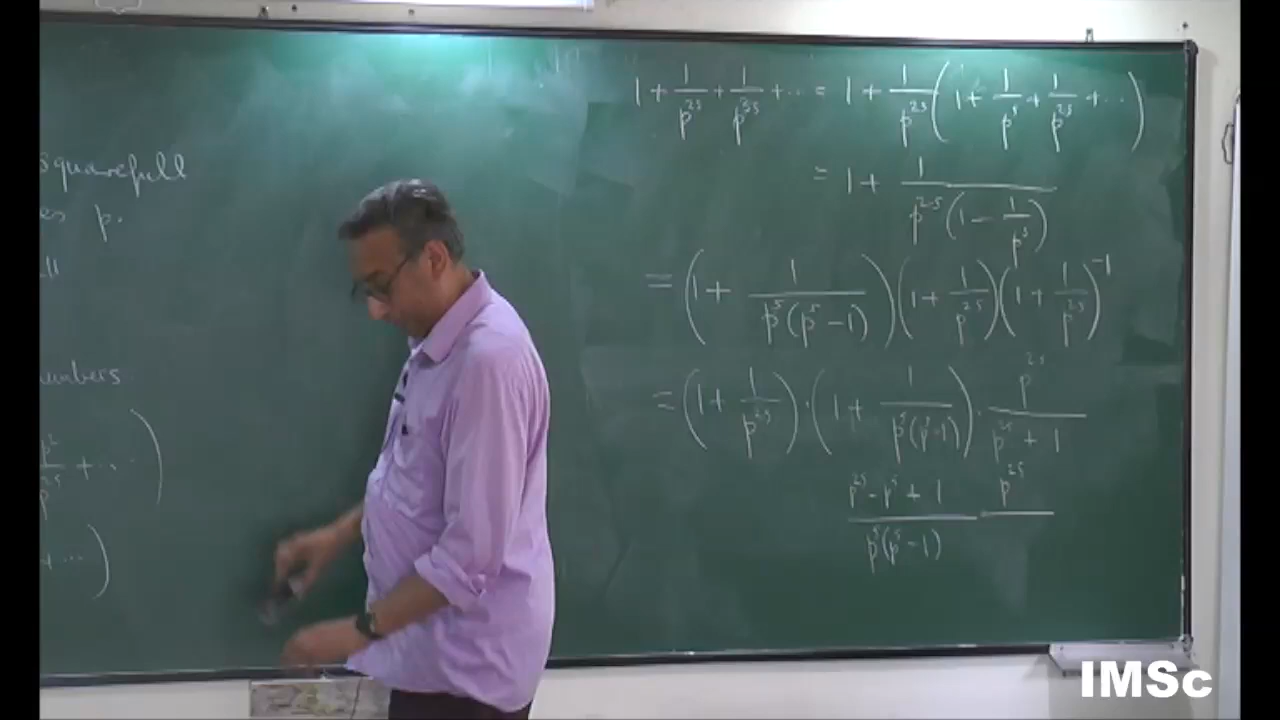 squarefull
es p.
ll
umbers
p^2
+ ...)
+ ...)
1 + 1/p^{2s} + 1/p^{3s} + ... = 1 + 1/p^{2s} (1 + 1/p^s + 1/p^{2s} + ...)
= 1 + 1/(p^{2s}(1 - 1/p^s))
= (1 + 1/(p^s(p^s - 1))) (1 + 1/p^{2s}) (1 + 1/p^{2s})^{-1}
= (1 + 1/p^{2s}) · (1 + 1/(p^s(p^s - 1))) · p^{2s}/(p^{2s} + 1)
(p^{2s} - p^s + 1)/(p^s(p^s - 1)) p^{2s}
IMSc